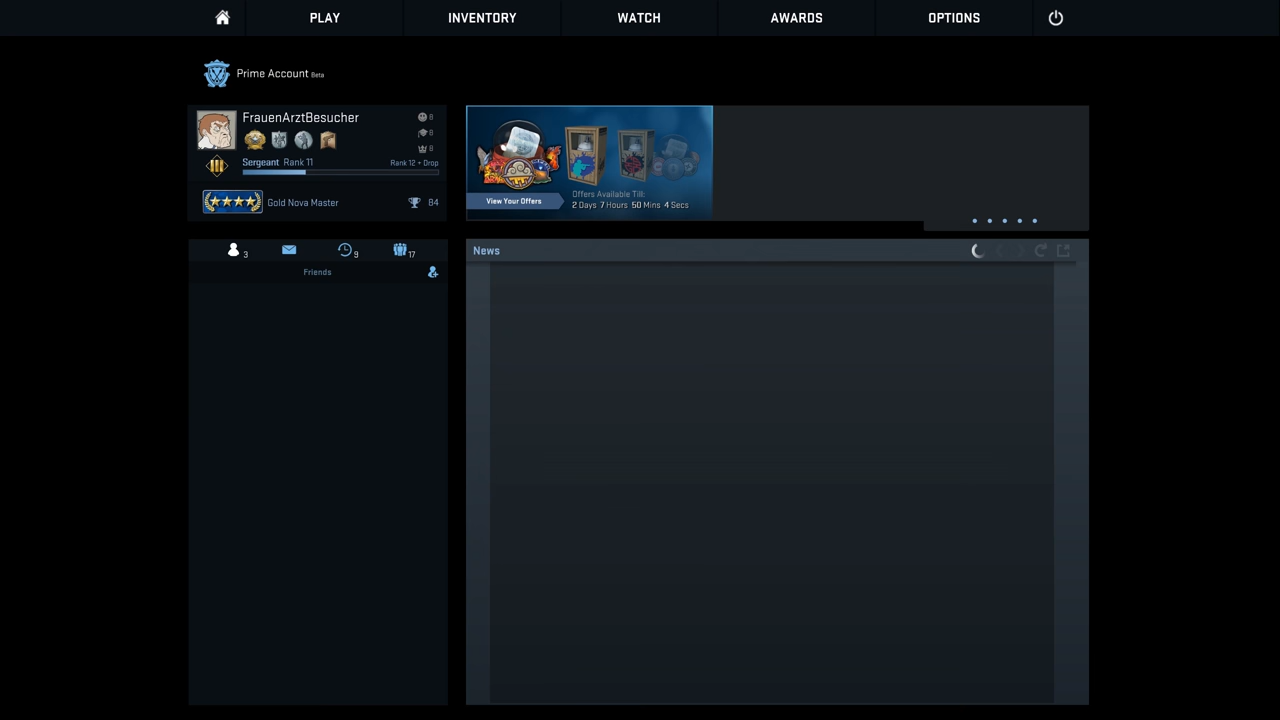 PLAY
INVENTORY
WATCH
AWARDS
OPTIONS
Prime Account Beta
FrauenArztBesucher
8
8
8
Sergeant Rank 11
Rank 12 + Drop
Gold Nova Master
84
View Your Offers
Offers Available Till:
2 Days 7 Hours 50 Mins 4 Secs
3
9
17
Friends
News